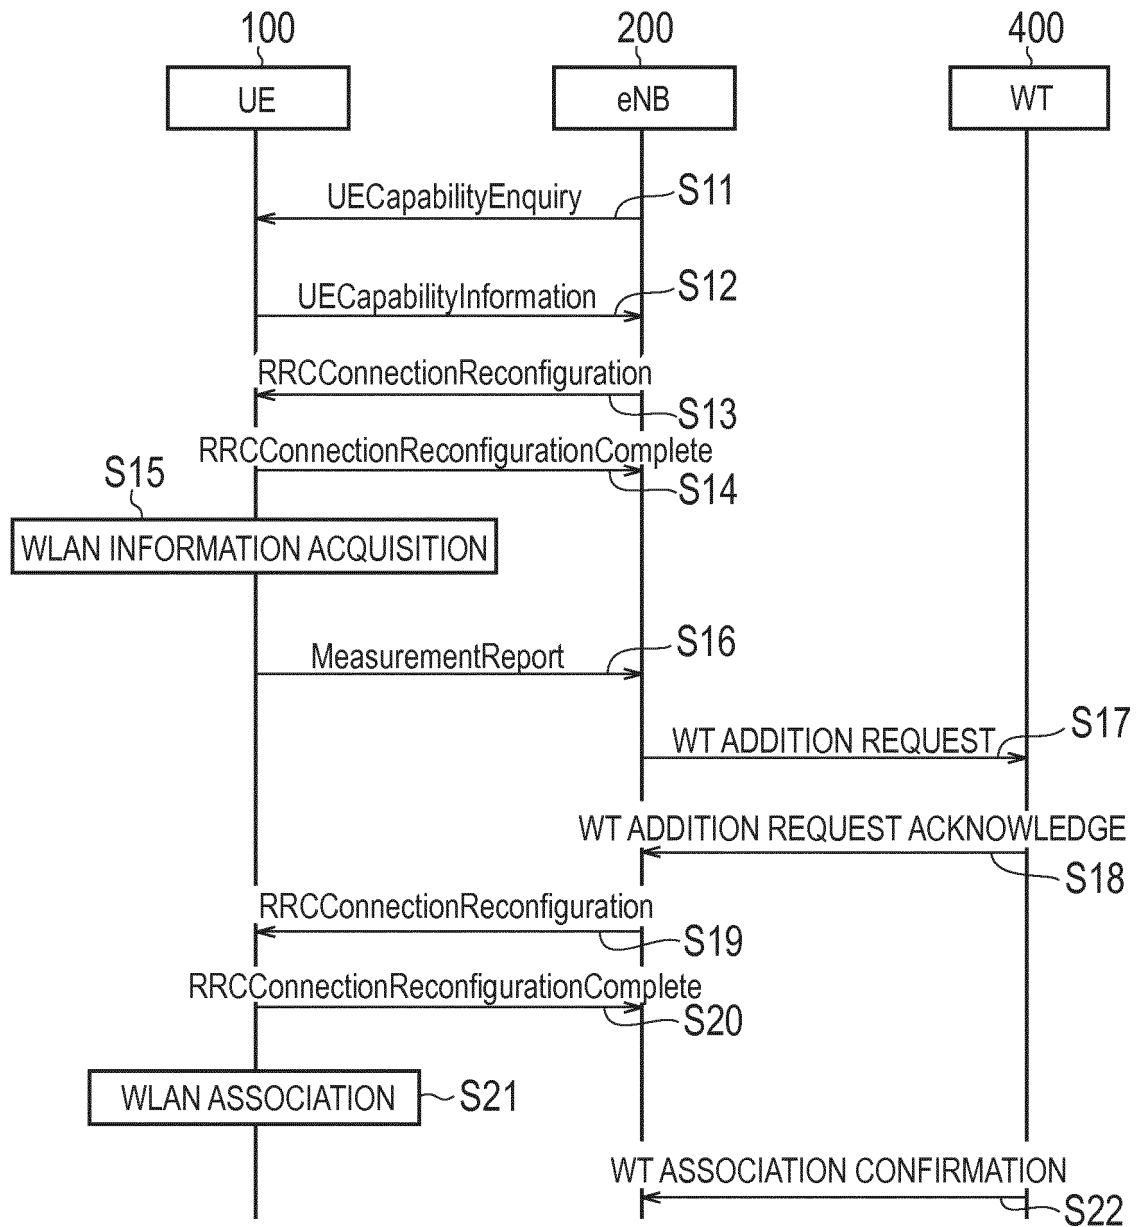 100
200
400
UE
eNB
WT
UECapabilityEnquiry
S11
UECapabilityInformation
S12
RRCConnectionReconfiguration
S13
RRCConnectionReconfigurationComplete
S14
S15
WLAN INFORMATION ACQUISITION
MeasurementReport
S16
WT ADDITION REQUEST
S17
WT ADDITION REQUEST ACKNOWLEDGE
S18
RRCConnectionReconfiguration
S19
RRCConnectionReconfigurationComplete
S20
WLAN ASSOCIATION
S21
WT ASSOCIATION CONFIRMATION
S22